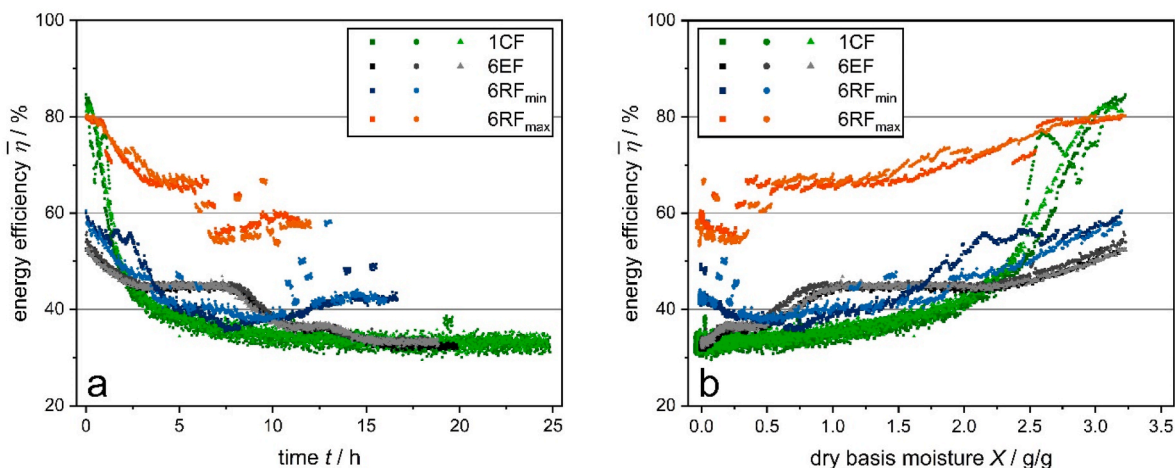 100
80
60
40
20
energy efficiency η̅ / %
0 5 10 15 20 25
time t / h
1CF
6EF
6RFmin
6RFmax
a
100
80
60
40
20
energy efficiency η̅ / %
0.0 0.5 1.0 1.5 2.0 2.5 3.0 3.5
dry basis moisture X / g/g
1CF
6EF
6RFmin
6RFmax
b